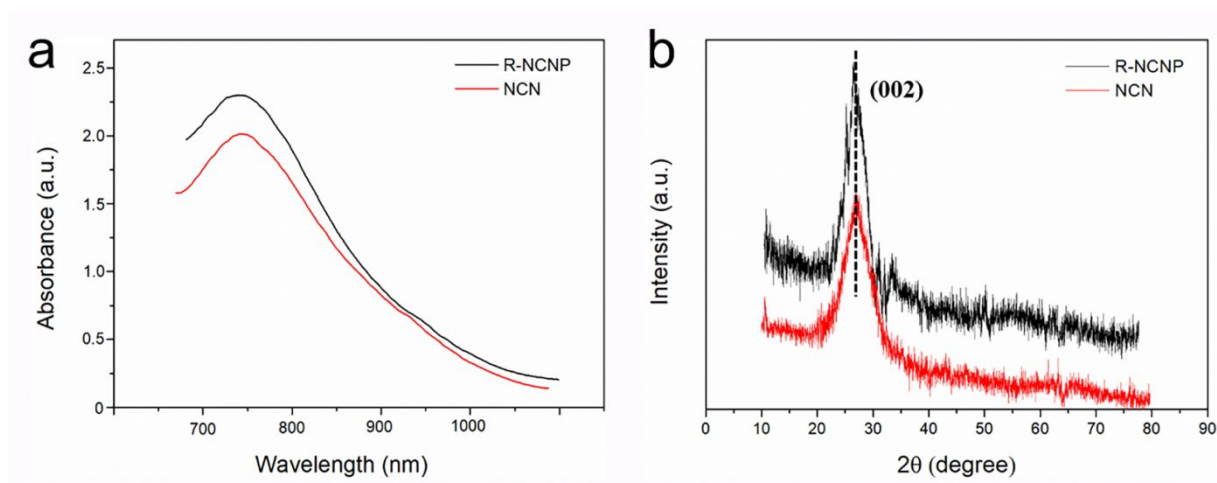 a
Absorbance (a.u.)
2.5
2.0
1.5
1.0
0.5
0
700 800 900 1000
Wavelength (nm)
R-NCNP
NCN
b
Intensity (a.u.)
(002)
R-NCNP
NCN
0 10 20 30 40 50 60 70 80 90
2θ (degree)